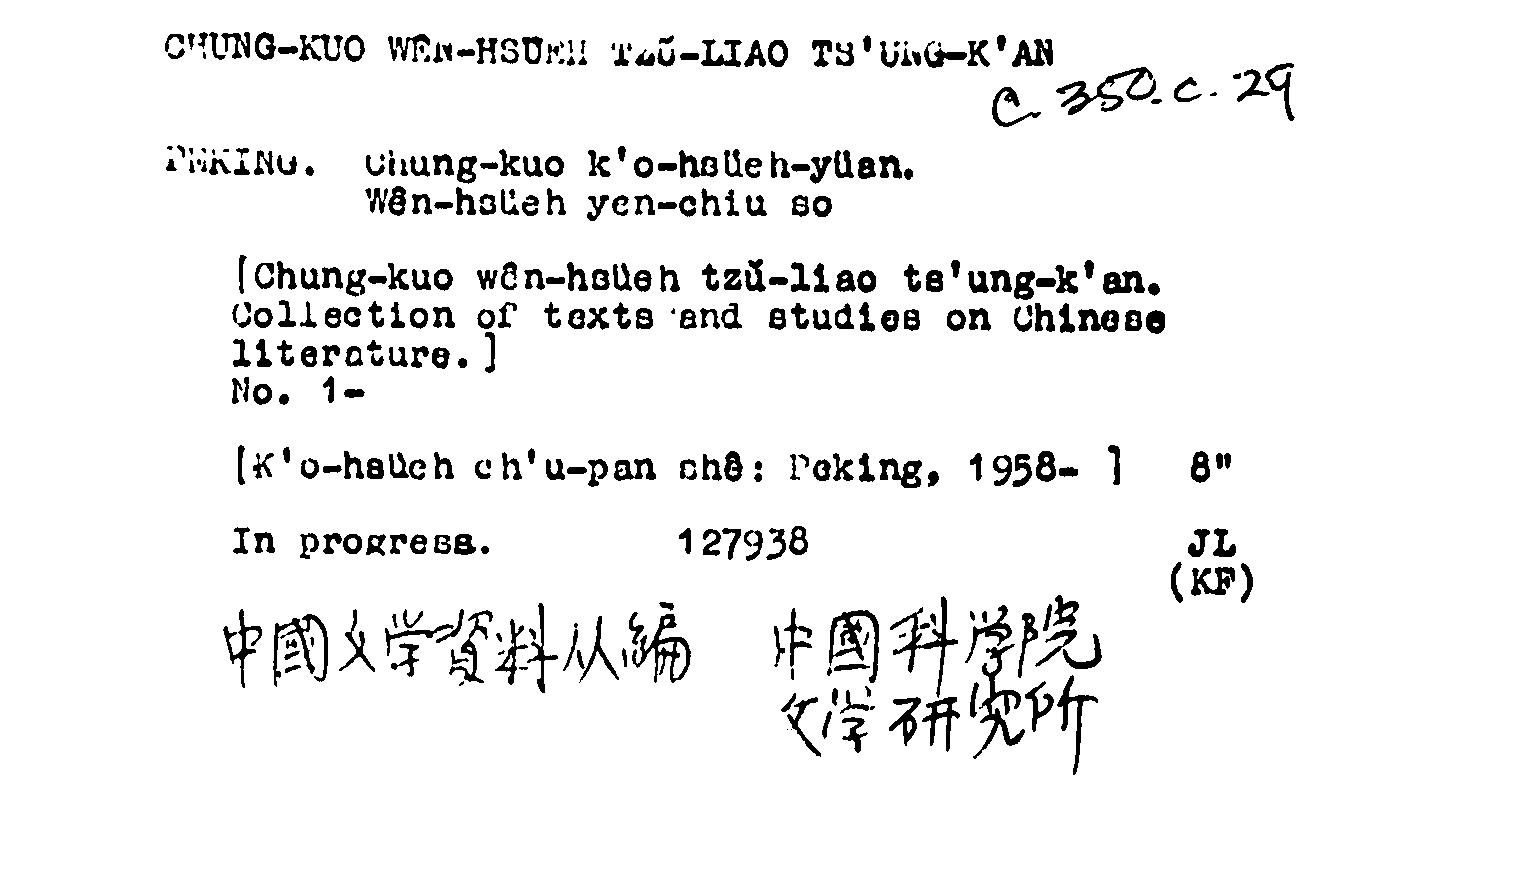 CHUNG-KUO WÊN-HSÜEH TZŬ-LIAO TS'UNG-K'AN
C. 350. c. 29
PEKING. Chung-kuo k'o-hsüeh-yüan.
Wên-hsüeh yen-chiu so
[Chung-kuo wên-hsüeh tzŭ-liao ts'ung-k'an.
Collection of texts and studies on Chinese
literature.]
No. 1-
[K'o-hsüeh ch'u-pan shê: Peking, 1958- ] 8"
In progress. 127938 JL
(KF)
中國文学資料从編 中國科学院
文学研究所